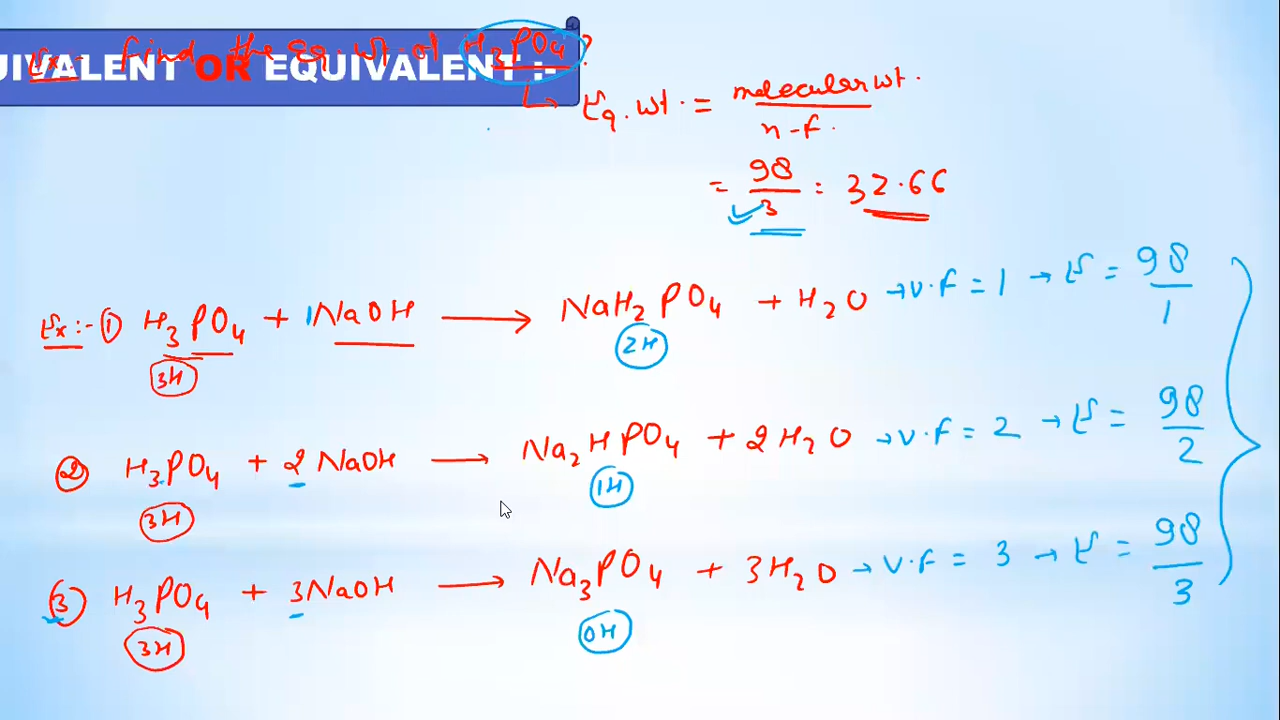 Ex:- find the Eq. wt. of H3PO4?
UIVALENT OR EQUIVALENT :-
Eq. wt. = molecular wt. / n-f.
= 98/3 = 32.66
Ex:- ① H3PO4 + 1NaOH → NaH2PO4 + H2O → v.f = 1 → E = 98/1
3H 2H
② H3PO4 + 2NaOH → Na2HPO4 + 2H2O → v.f = 2 → E = 98/2
3H 1H
③ H3PO4 + 3NaOH → Na3PO4 + 3H2O → v.f = 3 → E = 98/3
3H 0H